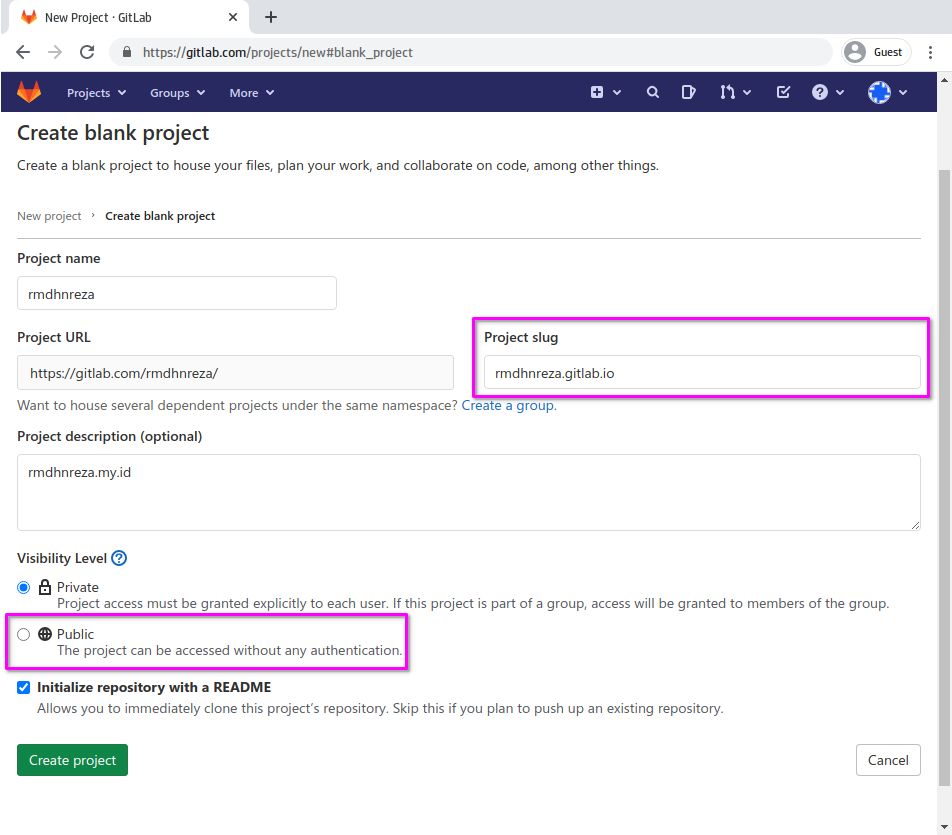 New Project · GitLab
https://gitlab.com/projects/new#blank_project
Guest
Projects Groups More
Create blank project
Create a blank project to house your files, plan your work, and collaborate on code, among other things.
New project › Create blank project
Project name
rmdhnreza
Project URL
https://gitlab.com/rmdhnreza/
Project slug
rmdhnreza.gitlab.io
Want to house several dependent projects under the same namespace? Create a group.
Project description (optional)
rmdhnreza.my.id
Visibility Level
Private
Project access must be granted explicitly to each user. If this project is part of a group, access will be granted to members of the group.
Public
The project can be accessed without any authentication.
Initialize repository with a README
Allows you to immediately clone this project’s repository. Skip this if you plan to push up an existing repository.
Create project
Cancel